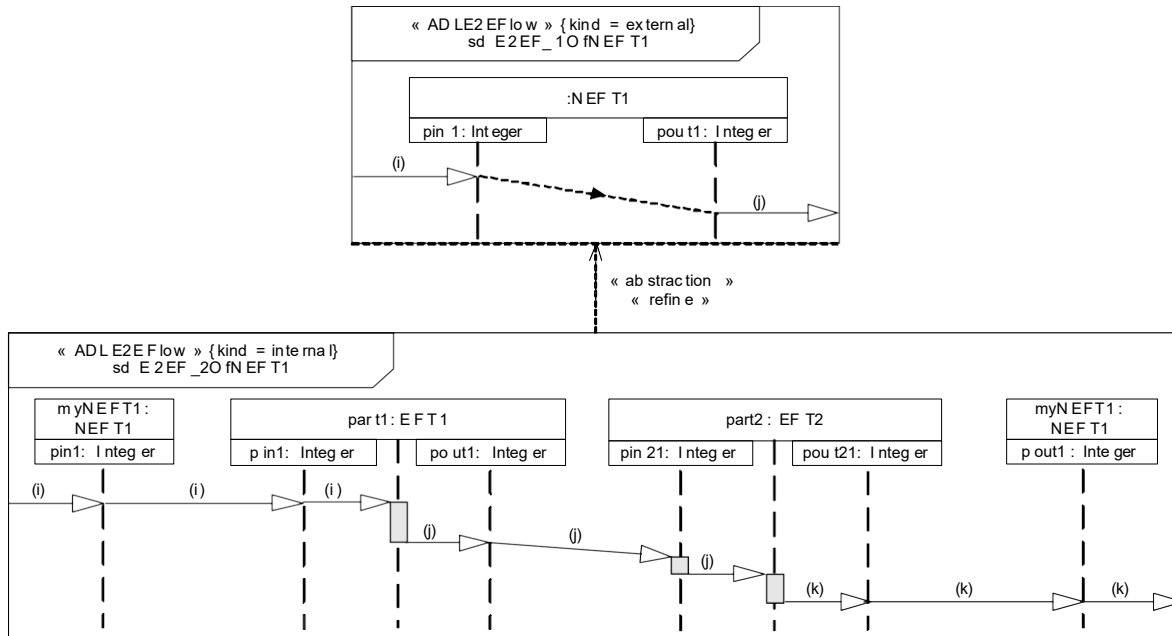 « ADLE2EFlow » {kind = external}
sd E2EF_1OfNEFT1
:NEFT1
pin1: Integer
pout1: Integer
(i)
(j)
« abstraction »
« refine »
« ADLE2EFlow » {kind = internal}
sd E2EF_2OfNEFT1
myNEFT1:
NEFT1
pin1: Integer
part1: EFT1
pin1: Integer
pout1: Integer
part2: EFT2
pin21: Integer
pout21: Integer
myNEFT1:
NEFT1
pout1: Integer
(i)
(i)
(i)
(j)
(j)
(j)
(k)
(k)
(k)